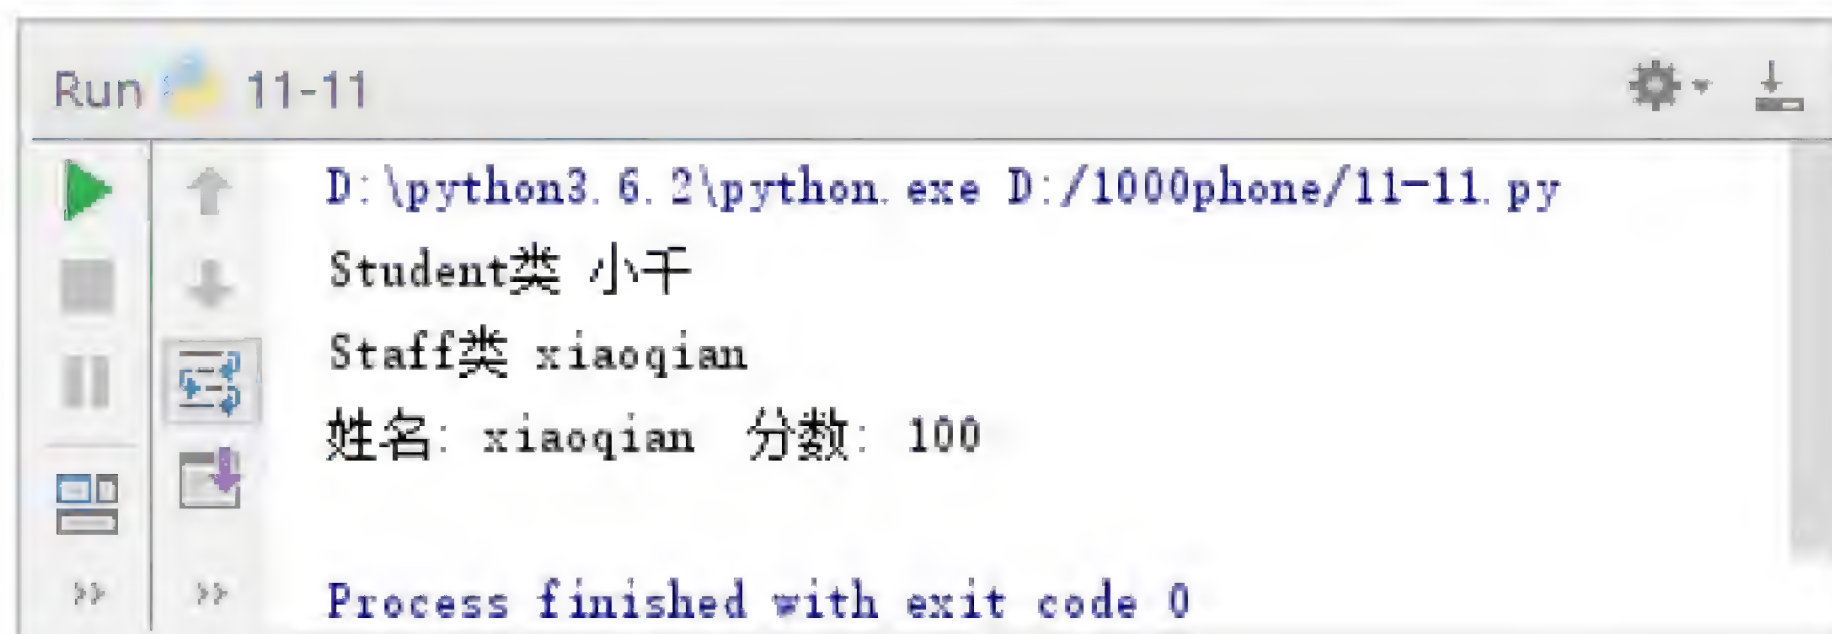 Run 11-11
D:\python3.6.2\python.exe D:/1000phone/11-11.py
Student类 小千
Staff类 xiaoqian
姓名: xiaoqian 分数: 100
Process finished with exit code 0